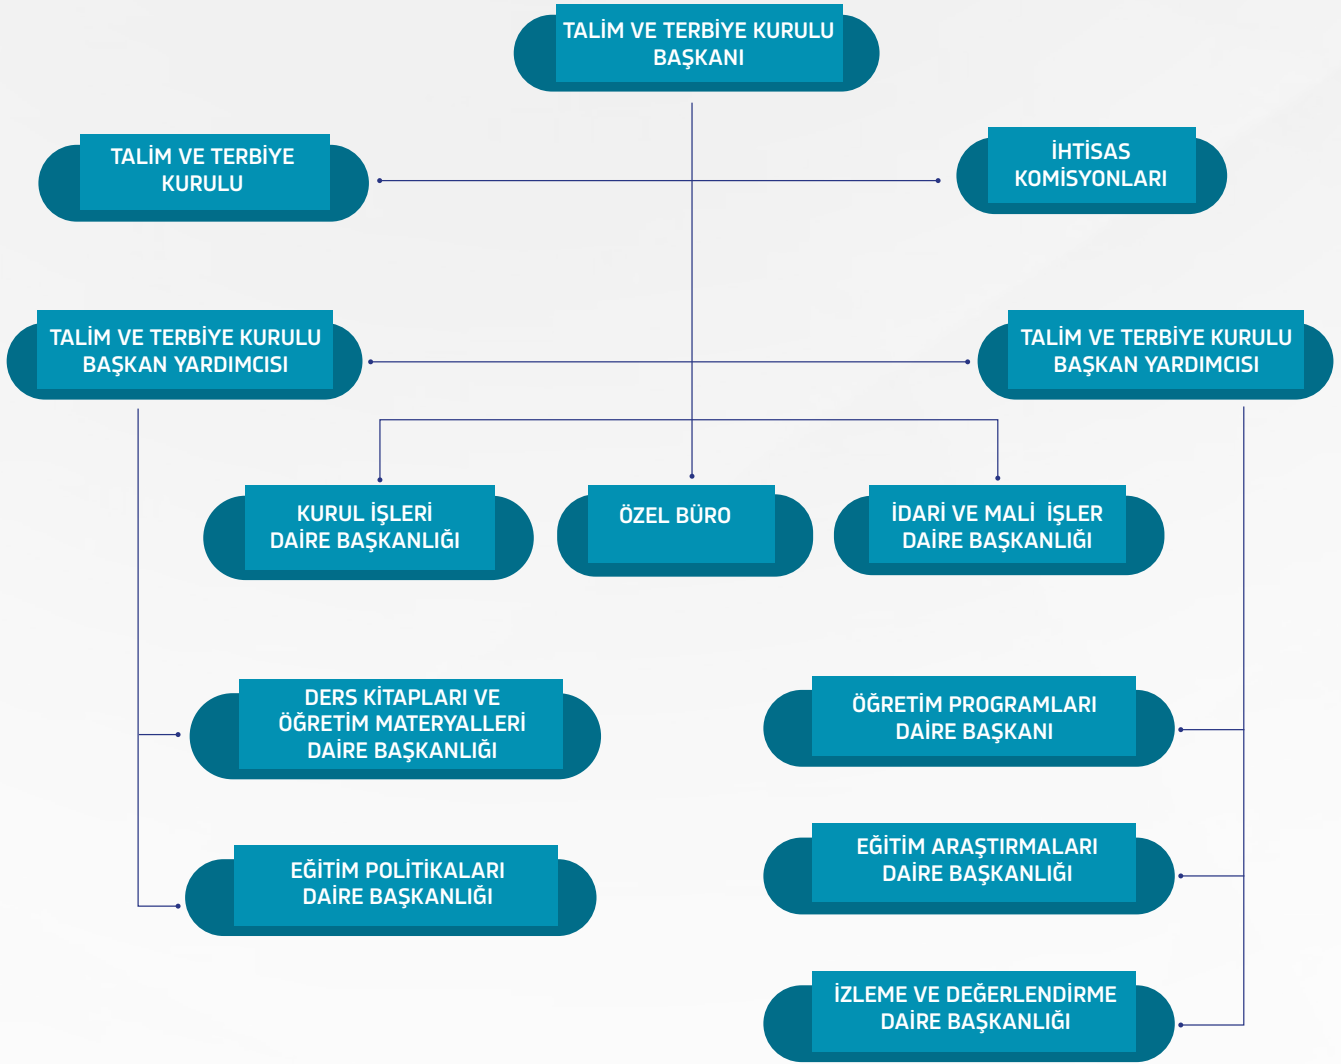 TALİM VE TERBİYE KURULU
BAŞKANI
TALİM VE TERBİYE
KURULU
İHTİSAS
KOMİSYONLARI
TALİM VE TERBİYE KURULU
BAŞKAN YARDIMCISI
TALİM VE TERBİYE KURULU
BAŞKAN YARDIMCISI
KURUL İŞLERİ
DAİRE BAŞKANLIĞI
ÖZEL BÜRO
İDARİ VE MALİ İŞLER
DAİRE BAŞKANLIĞI
DERS KİTAPLARI VE
ÖĞRETİM MATERYALLERİ
DAİRE BAŞKANLIĞI
EĞİTİM POLİTİKALARI
DAİRE BAŞKANLIĞI
ÖĞRETİM PROGRAMLARI
DAİRE BAŞKANI
EĞİTİM ARAŞTIRMALARI
DAİRE BAŞKANLIĞI
İZLEME VE DEĞERLENDİRME
DAİRE BAŞKANLIĞI